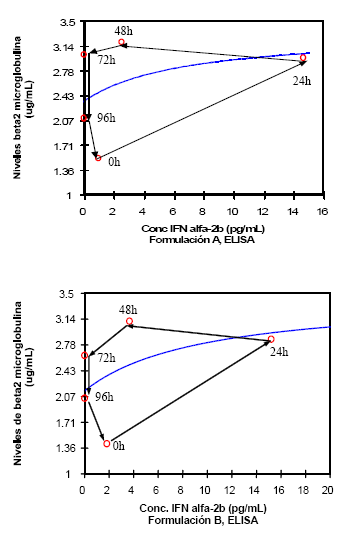 3.5
48h
3.14
72h
2.78
24h
2.43
96h
2.07
1.71
0h
1.36
1
0 2 4 6 8 10 12 14 16
Niveles beta2 microglobulina
(ug/mL)
Conc IFN alfa-2b (pg/mL)
Formulación A, ELISA
3.5
48h
3.14
72h
2.78
24h
2.43
96h
2.07
1.71
0h
1.36
1
0 2 4 6 8 10 12 14 16 18 20
Niveles de beta2 microglobulina
(ug/mL)
Conc. IFN alfa-2b (pg/mL)
Formulación B, ELISA